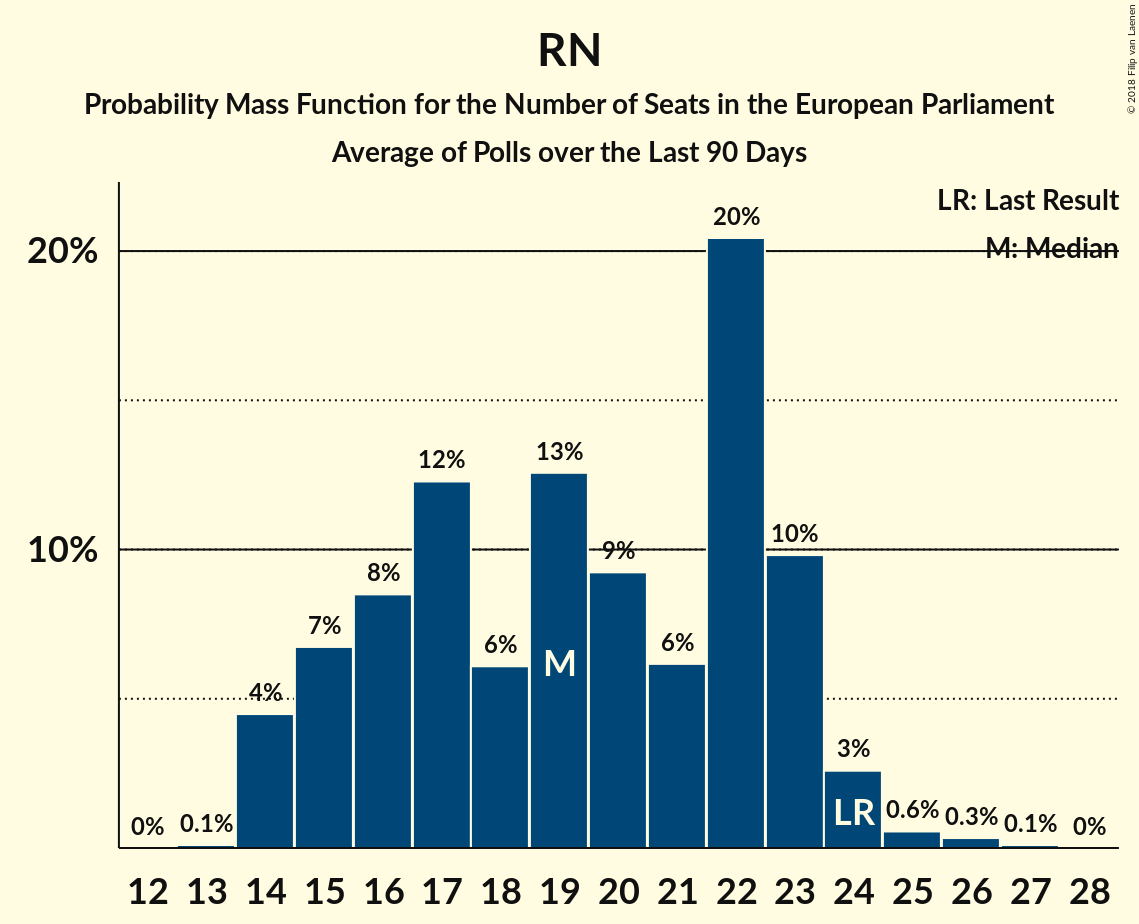 RN
Probability Mass Function for the Number of Seats in the European Parliament
Average of Polls over the Last 90 Days
© 2018 Filip van Laenen
LR: Last Result
M: Median
20%
10%
0%
0.1%
4%
7%
8%
12%
6%
13%
9%
6%
20%
10%
3%
0.6%
0.3%
0.1%
0%
M
LR
12 13 14 15 16 17 18 19 20 21 22 23 24 25 26 27 28